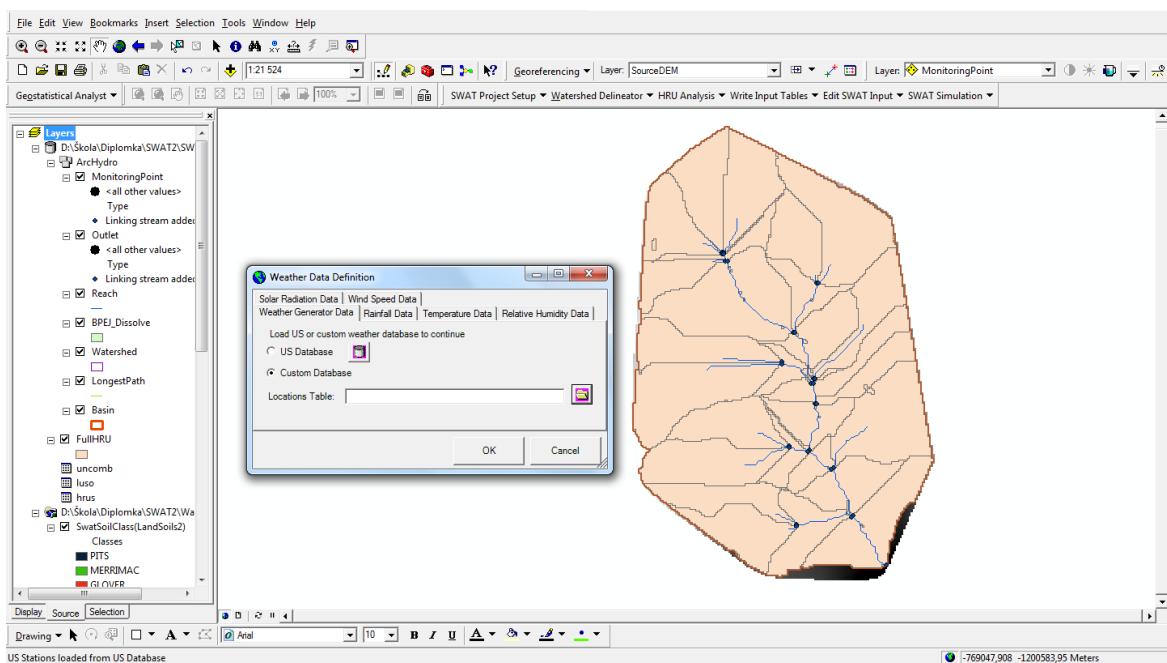 File Edit View Bookmarks Insert Selection Tools Window Help
1:21 524 Georeferencing Layer: SourceDEM Layer: MonitoringPoint
Geostatistical Analyst 100% SWAT Project Setup Watershed Delineator HRU Analysis Write Input Tables Edit SWAT Input SWAT Simulation
Layers
D:\Škola\Diplomka\SWAT2\SW
ArcHydro
MonitoringPoint
<all other values>
Type
Linking stream added
Outlet
<all other values>
Type
Linking stream added
Reach
BPEJ_Dissolve
Watershed
LongestPath
Basin
FullHRU
uncomb
luso
hrus
D:\Škola\Diplomka\SWAT2\Wa
SwatSoilClass(LandSoils2)
Classes
PITS
MERRIMAC
GLOVER
Display Source Selection
Weather Data Definition
Solar Radiation Data Wind Speed Data
Weather Generator Data Rainfall Data Temperature Data Relative Humidity Data
Load US or custom weather database to continue
US Database
Custom Database
Locations Table:
OK Cancel
Drawing A Arial 10 B I U A
US Stations loaded from US Database -769047,908 -1200583,95 Meters